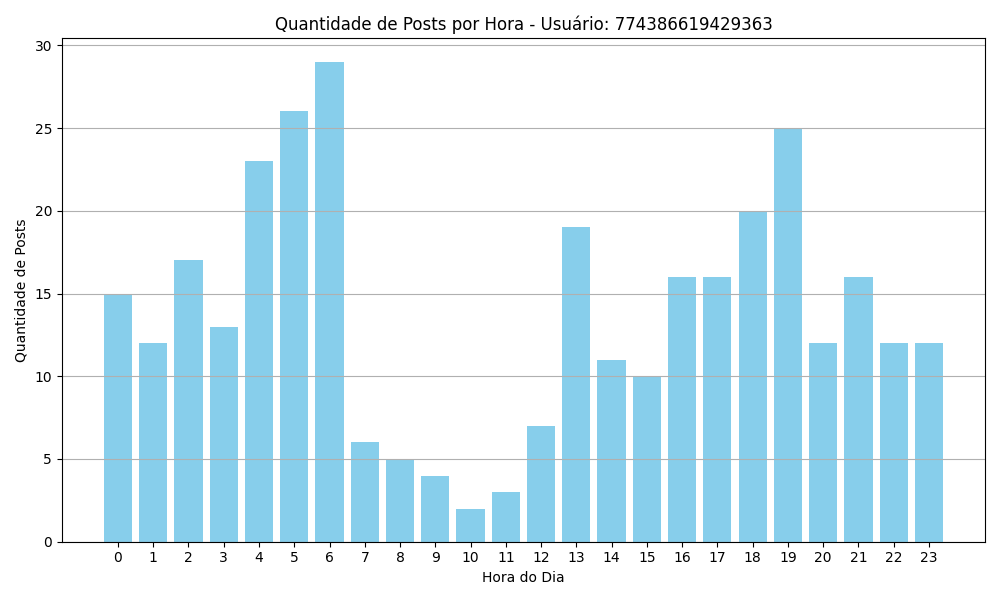 Quantidade de Posts por Hora - Usuário: 774386619429363
30
25
20
15
10
5
0
Quantidade de Posts
0 1 2 3 4 5 6 7 8 9 10 11 12 13 14 15 16 17 18 19 20 21 22 23
Hora do Dia